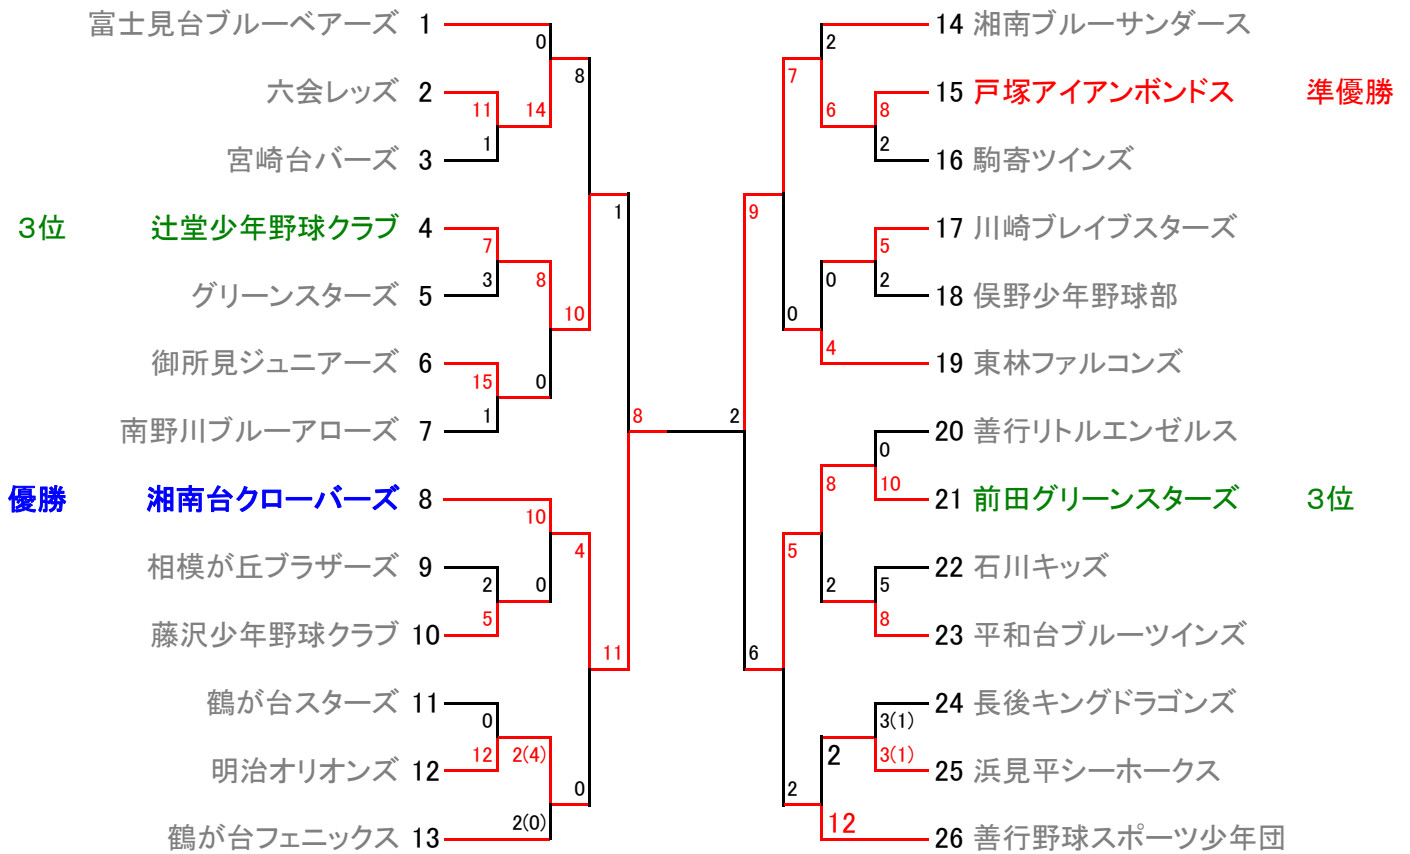 富士見台ブルーベアーズ 1
0
8
六会レッズ 2
11
14
宮崎台バーズ 3
1
3位 辻堂少年野球クラブ 4
7
1
グリーンスターズ 5
3
8
10
御所見ジュニアーズ 6
15
0
南野川ブルーアローズ 7
1
8
優勝 湘南台クローバーズ 8
10
4
相模が丘ブラザーズ 9
2
0
藤沢少年野球クラブ 10
5
11
鶴が台スターズ 11
0
明治オリオンズ 12
12
2(4)
0
鶴が台フェニックス 13
2(0)
14 湘南ブルーサンダース
2
7
15 戸塚アイアンボンドス 準優勝
8
6
16 駒寄ツインズ
2
9
17 川崎ブレイブスターズ
5
0
18 俣野少年野球部
2
0
19 東林ファルコンズ
4
2
20 善行リトルエンゼルス
0
21 前田グリーンスターズ 3位
10
8
5
22 石川キッズ
5
2
23 平和台ブルーツインズ
8
6
24 長後キングドラゴンズ
3(1)
25 浜見平シーホークス
3(1)
2
2
26 善行野球スポーツ少年団
12